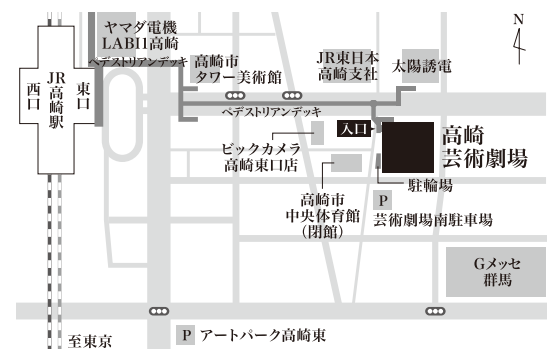 N
ヤマダ電機
LABI1高崎
ペデストリアンデッキ
高崎市
タワー美術館
JR東日本
高崎支社
太陽誘電
西口
JR高崎駅
東口
ペデストリアンデッキ
入口
高崎
芸術劇場
ビックカメラ
高崎東口店
駐輪場
高崎市
中央体育館
(閉館)
P
芸術劇場南駐車場
Gメッセ
群馬
P アートパーク高崎東
至東京